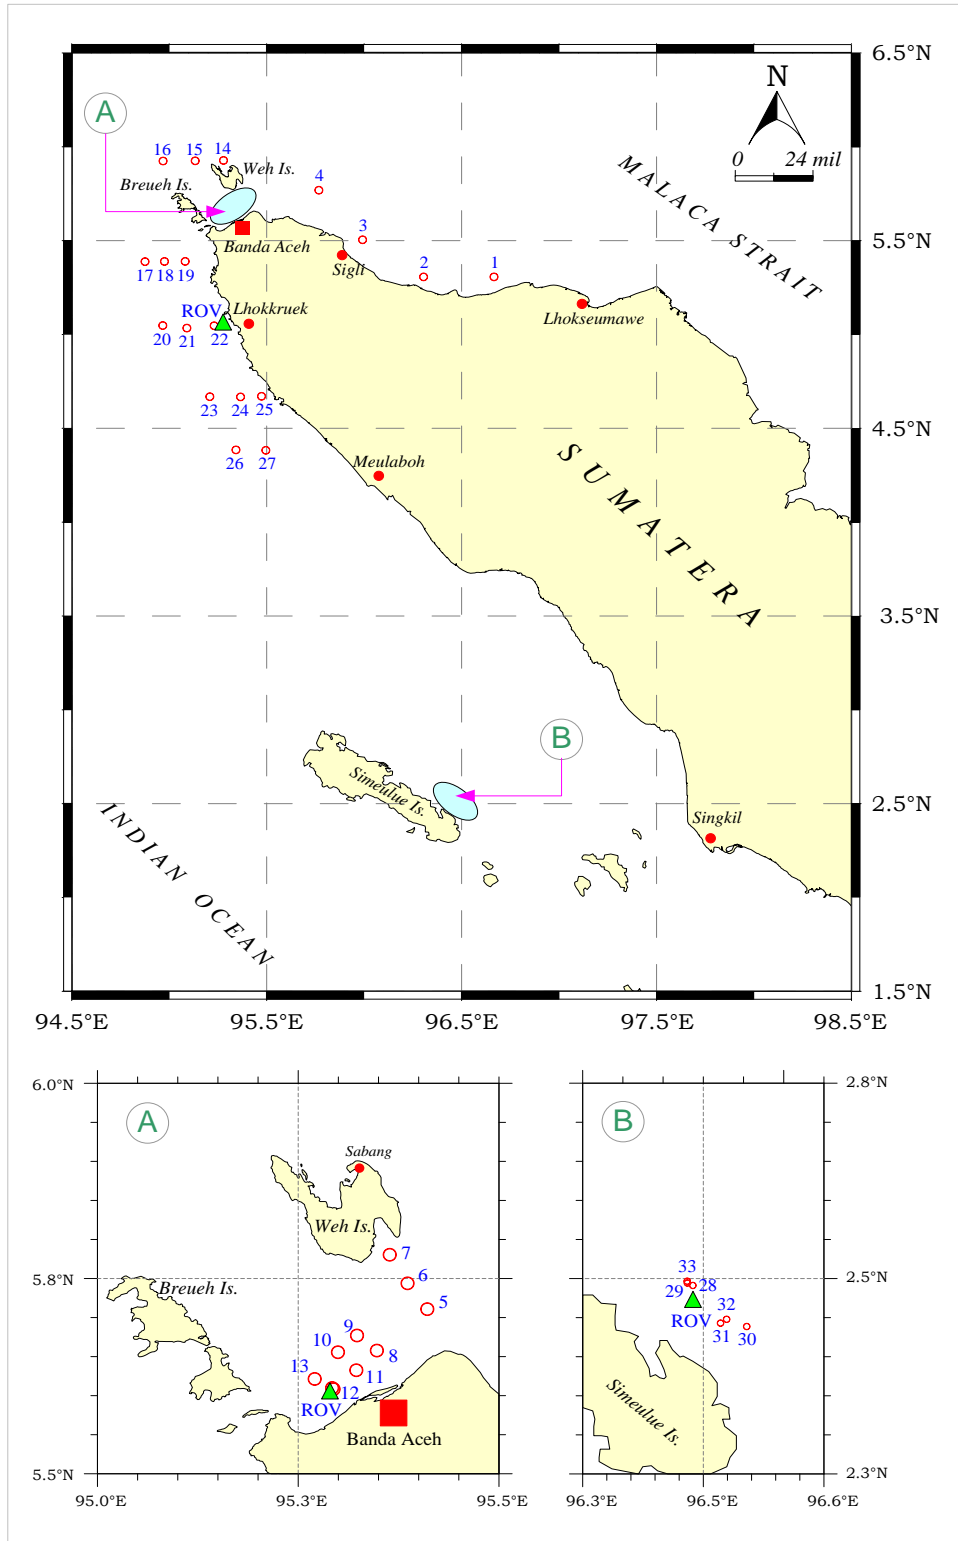 6.5°N
N
A
0 24 mil
MALACA STRAIT
16 15 14
Weh Is.
4
Breueh Is.
3
5.5°N
Banda Aceh
Sigli
17 18 19
2 1
ROV
Lhokkruek
Lhokseumawe
20 21 22
23 24 25
4.5°N
26 27
Meulaboh
SUMATERA
3.5°N
B
Simeulue Is.
2.5°N
Singkil
INDIAN OCEAN
1.5°N
94.5°E 95.5°E 96.5°E 97.5°E 98.5°E
6.0°N
A
Sabang
Weh Is.
7
5.8°N
6
Breueh Is.
5
9
10
8
13
11
12
ROV
Banda Aceh
5.5°N
95.0°E 95.3°E 95.5°E
2.8°N
B
33
2.5°N
29 28
ROV
32
31 30
Simeulue Is.
2.3°N
96.3°E 96.5°E 96.6°E